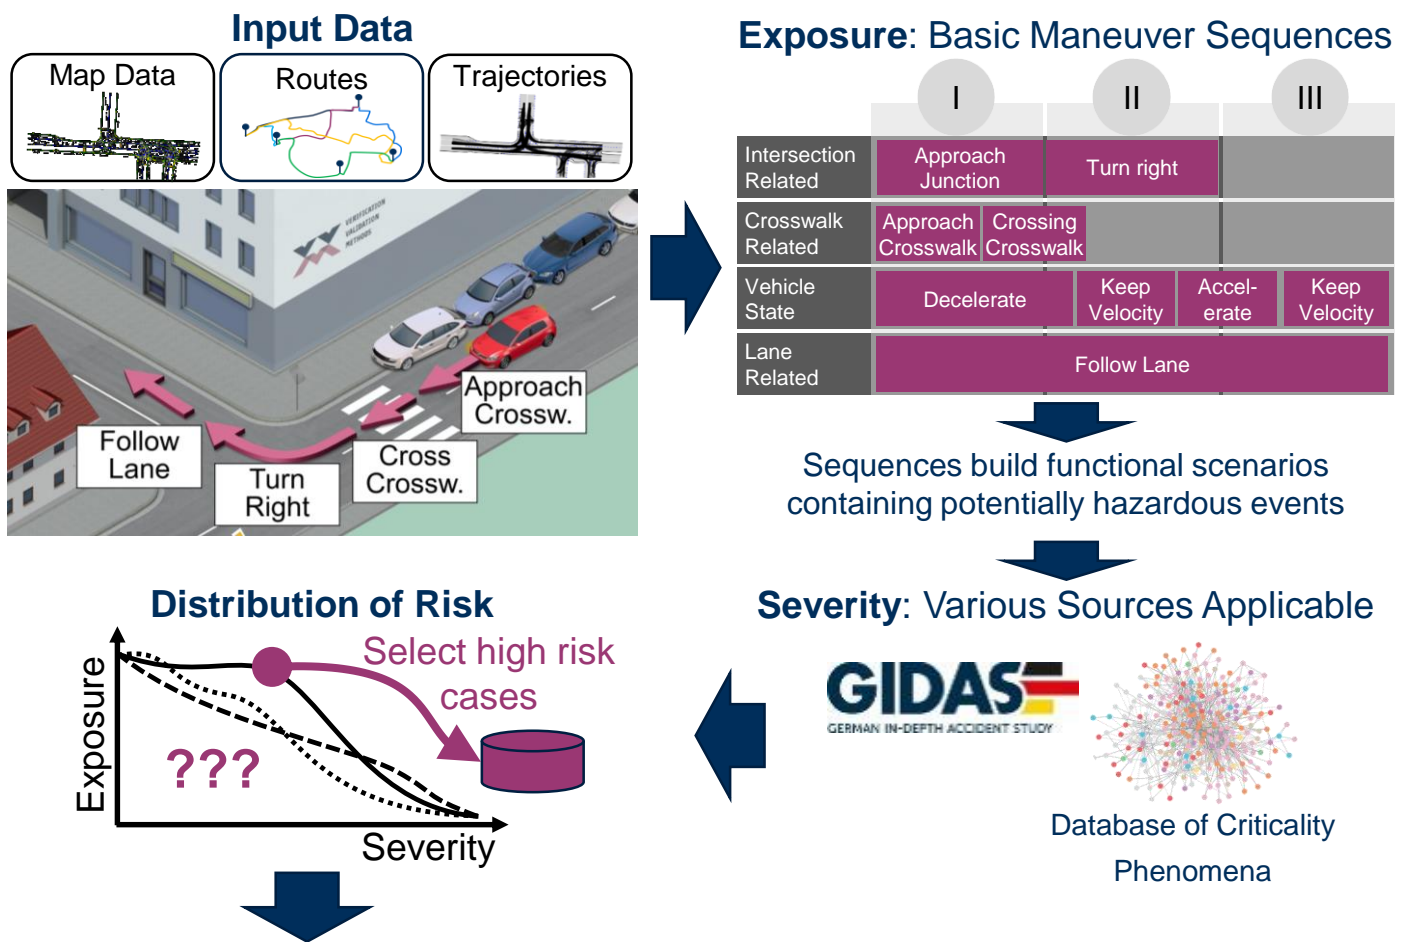 Input Data
Map Data
Routes
Trajectories
VERIFICATION
VALIDATION
METHODS
Approach
Crossw.
Cross
Crossw.
Turn
Right
Follow
Lane
Exposure: Basic Maneuver Sequences
I
II
III
Intersection
Related
Approach
Junction
Turn right
Crosswalk
Related
Approach
Crosswalk
Crossing
Crosswalk
Vehicle
State
Decelerate
Keep
Velocity
Accel-
erate
Keep
Velocity
Lane
Related
Follow Lane
Sequences build functional scenarios
containing potentially hazardous events
Severity: Various Sources Applicable
GIDAS
GERMAN IN-DEPTH ACCIDENT STUDY
Database of Criticality
Phenomena
Distribution of Risk
Exposure
Select high risk
cases
???
Severity